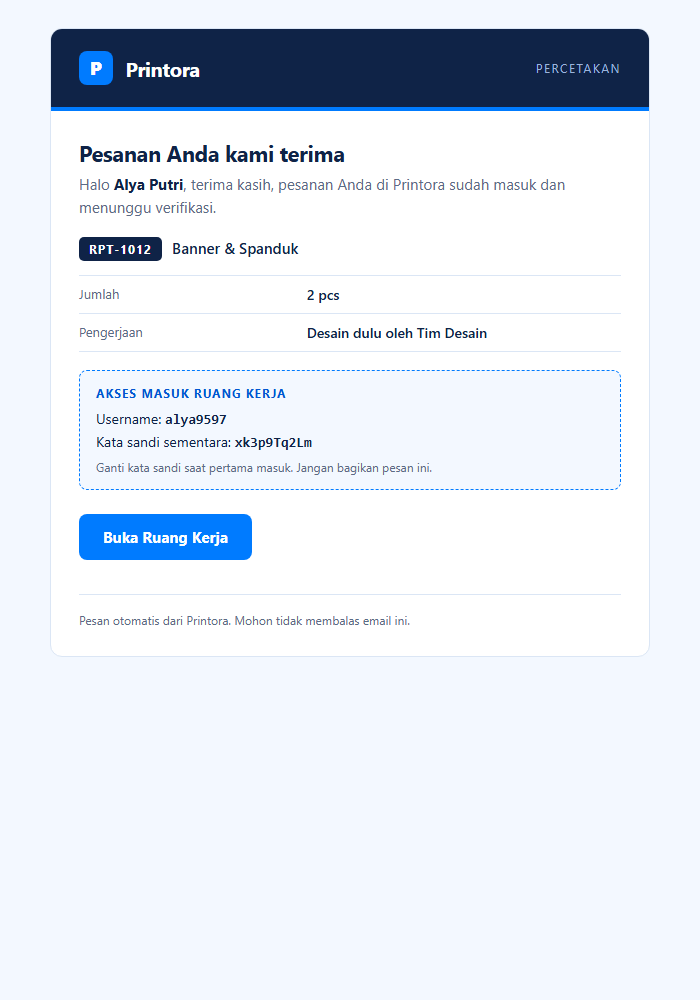 P Printora PERCETAKAN
Pesanan Anda kami terima
Halo Alya Putri, terima kasih, pesanan Anda di Printora sudah masuk dan
menunggu verifikasi.
RPT-1012 Banner & Spanduk
Jumlah 2 pcs
Pengerjaan Desain dulu oleh Tim Desain
AKSES MASUK RUANG KERJA
Username: alya9597
Kata sandi sementara: xk3p9Tq2Lm
Ganti kata sandi saat pertama masuk. Jangan bagikan pesan ini.
Buka Ruang Kerja
Pesan otomatis dari Printora. Mohon tidak membalas email ini.